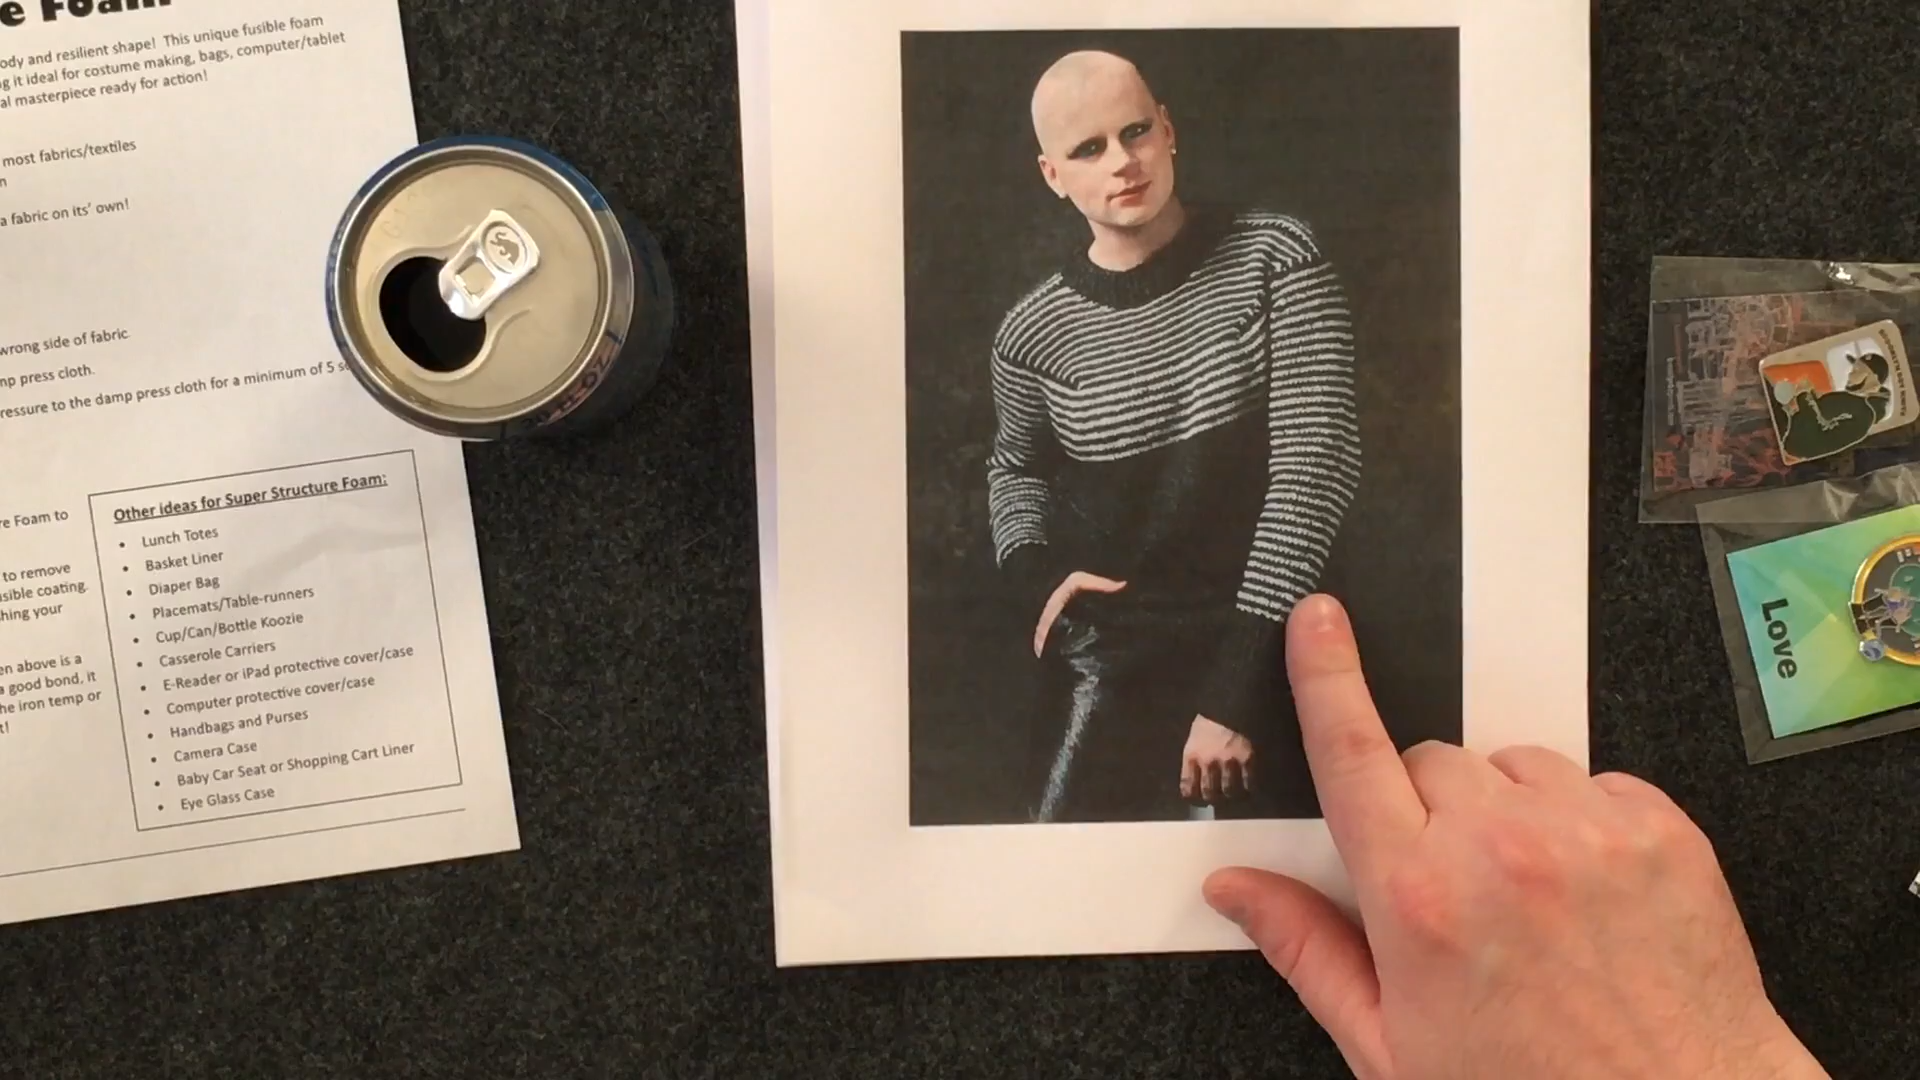 e Foam
ody and resilient shape! This unique fusible foam
g it ideal for costume making, bags, computer/tablet
al masterpiece ready for action!
most fabrics/textiles
n
a fabric on its' own!
wrong side of fabric.
mp press cloth.
ressure to the damp press cloth for a minimum of 5 se
re Foam to
to remove
sible coating.
hing your
en above is a
a good bond, it
he iron temp or
t!
Other ideas for Super Structure Foam:
• Lunch Totes
• Basket Liner
• Diaper Bag
• Placemats/Table-runners
• Cup/Can/Bottle Koozie
• Casserole Carriers
• E-Reader or iPad protective cover/case
• Computer protective cover/case
• Handbags and Purses
• Camera Case
• Baby Car Seat or Shopping Cart Liner
• Eye Glass Case
Love